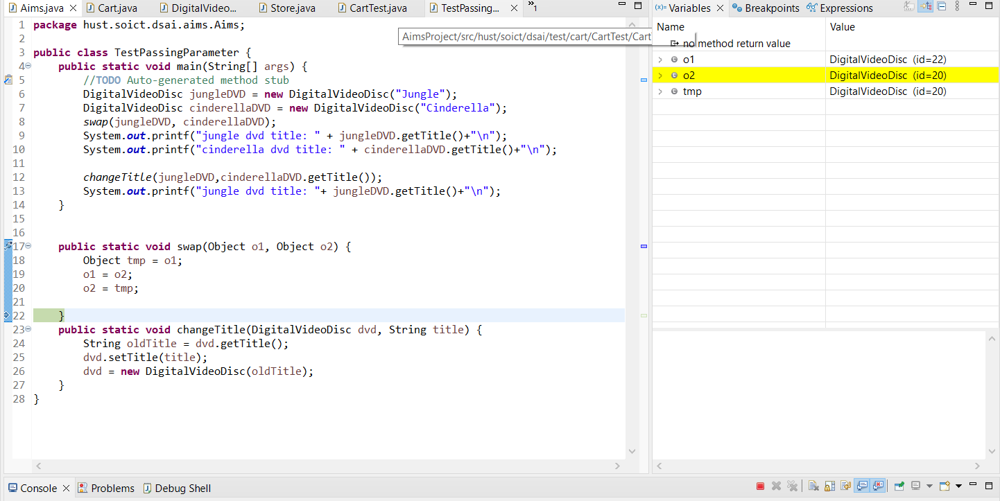 Aims.java Cart.java DigitalVideo... Store.java CartTest.java TestPassing... »1
1 package hust.soict.dsai.aims.Aims;
2
3 public class TestPassingParameter {
4 public static void main(String[] args) {
5 //TODO Auto-generated method stub
6 DigitalVideoDisc jungleDVD = new DigitalVideoDisc("Jungle");
7 DigitalVideoDisc cinderellaDVD = new DigitalVideoDisc("Cinderella");
8 swap(jungleDVD, cinderellaDVD);
9 System.out.printf("jungle dvd title: " + jungleDVD.getTitle()+"\n");
10 System.out.printf("cinderella dvd title: " + cinderellaDVD.getTitle()+"\n");
11
12 changeTitle(jungleDVD,cinderellaDVD.getTitle());
13 System.out.printf("jungle dvd title: "+ jungleDVD.getTitle()+"\n");
14 }
15
16
17 public static void swap(Object o1, Object o2) {
18 Object tmp = o1;
19 o1 = o2;
20 o2 = tmp;
21
22 }
23 public static void changeTitle(DigitalVideoDisc dvd, String title) {
24 String oldTitle = dvd.getTitle();
25 dvd.setTitle(title);
26 dvd = new DigitalVideoDisc(oldTitle);
27 }
28 }
AimsProject/src/hust/soict/dsai/test/cart/CartTest/Cart
(x)= Variables Breakpoints Expressions
Name Value
no method return value
o1 DigitalVideoDisc (id=22)
o2 DigitalVideoDisc (id=20)
tmp DigitalVideoDisc (id=20)
Console Problems Debug Shell